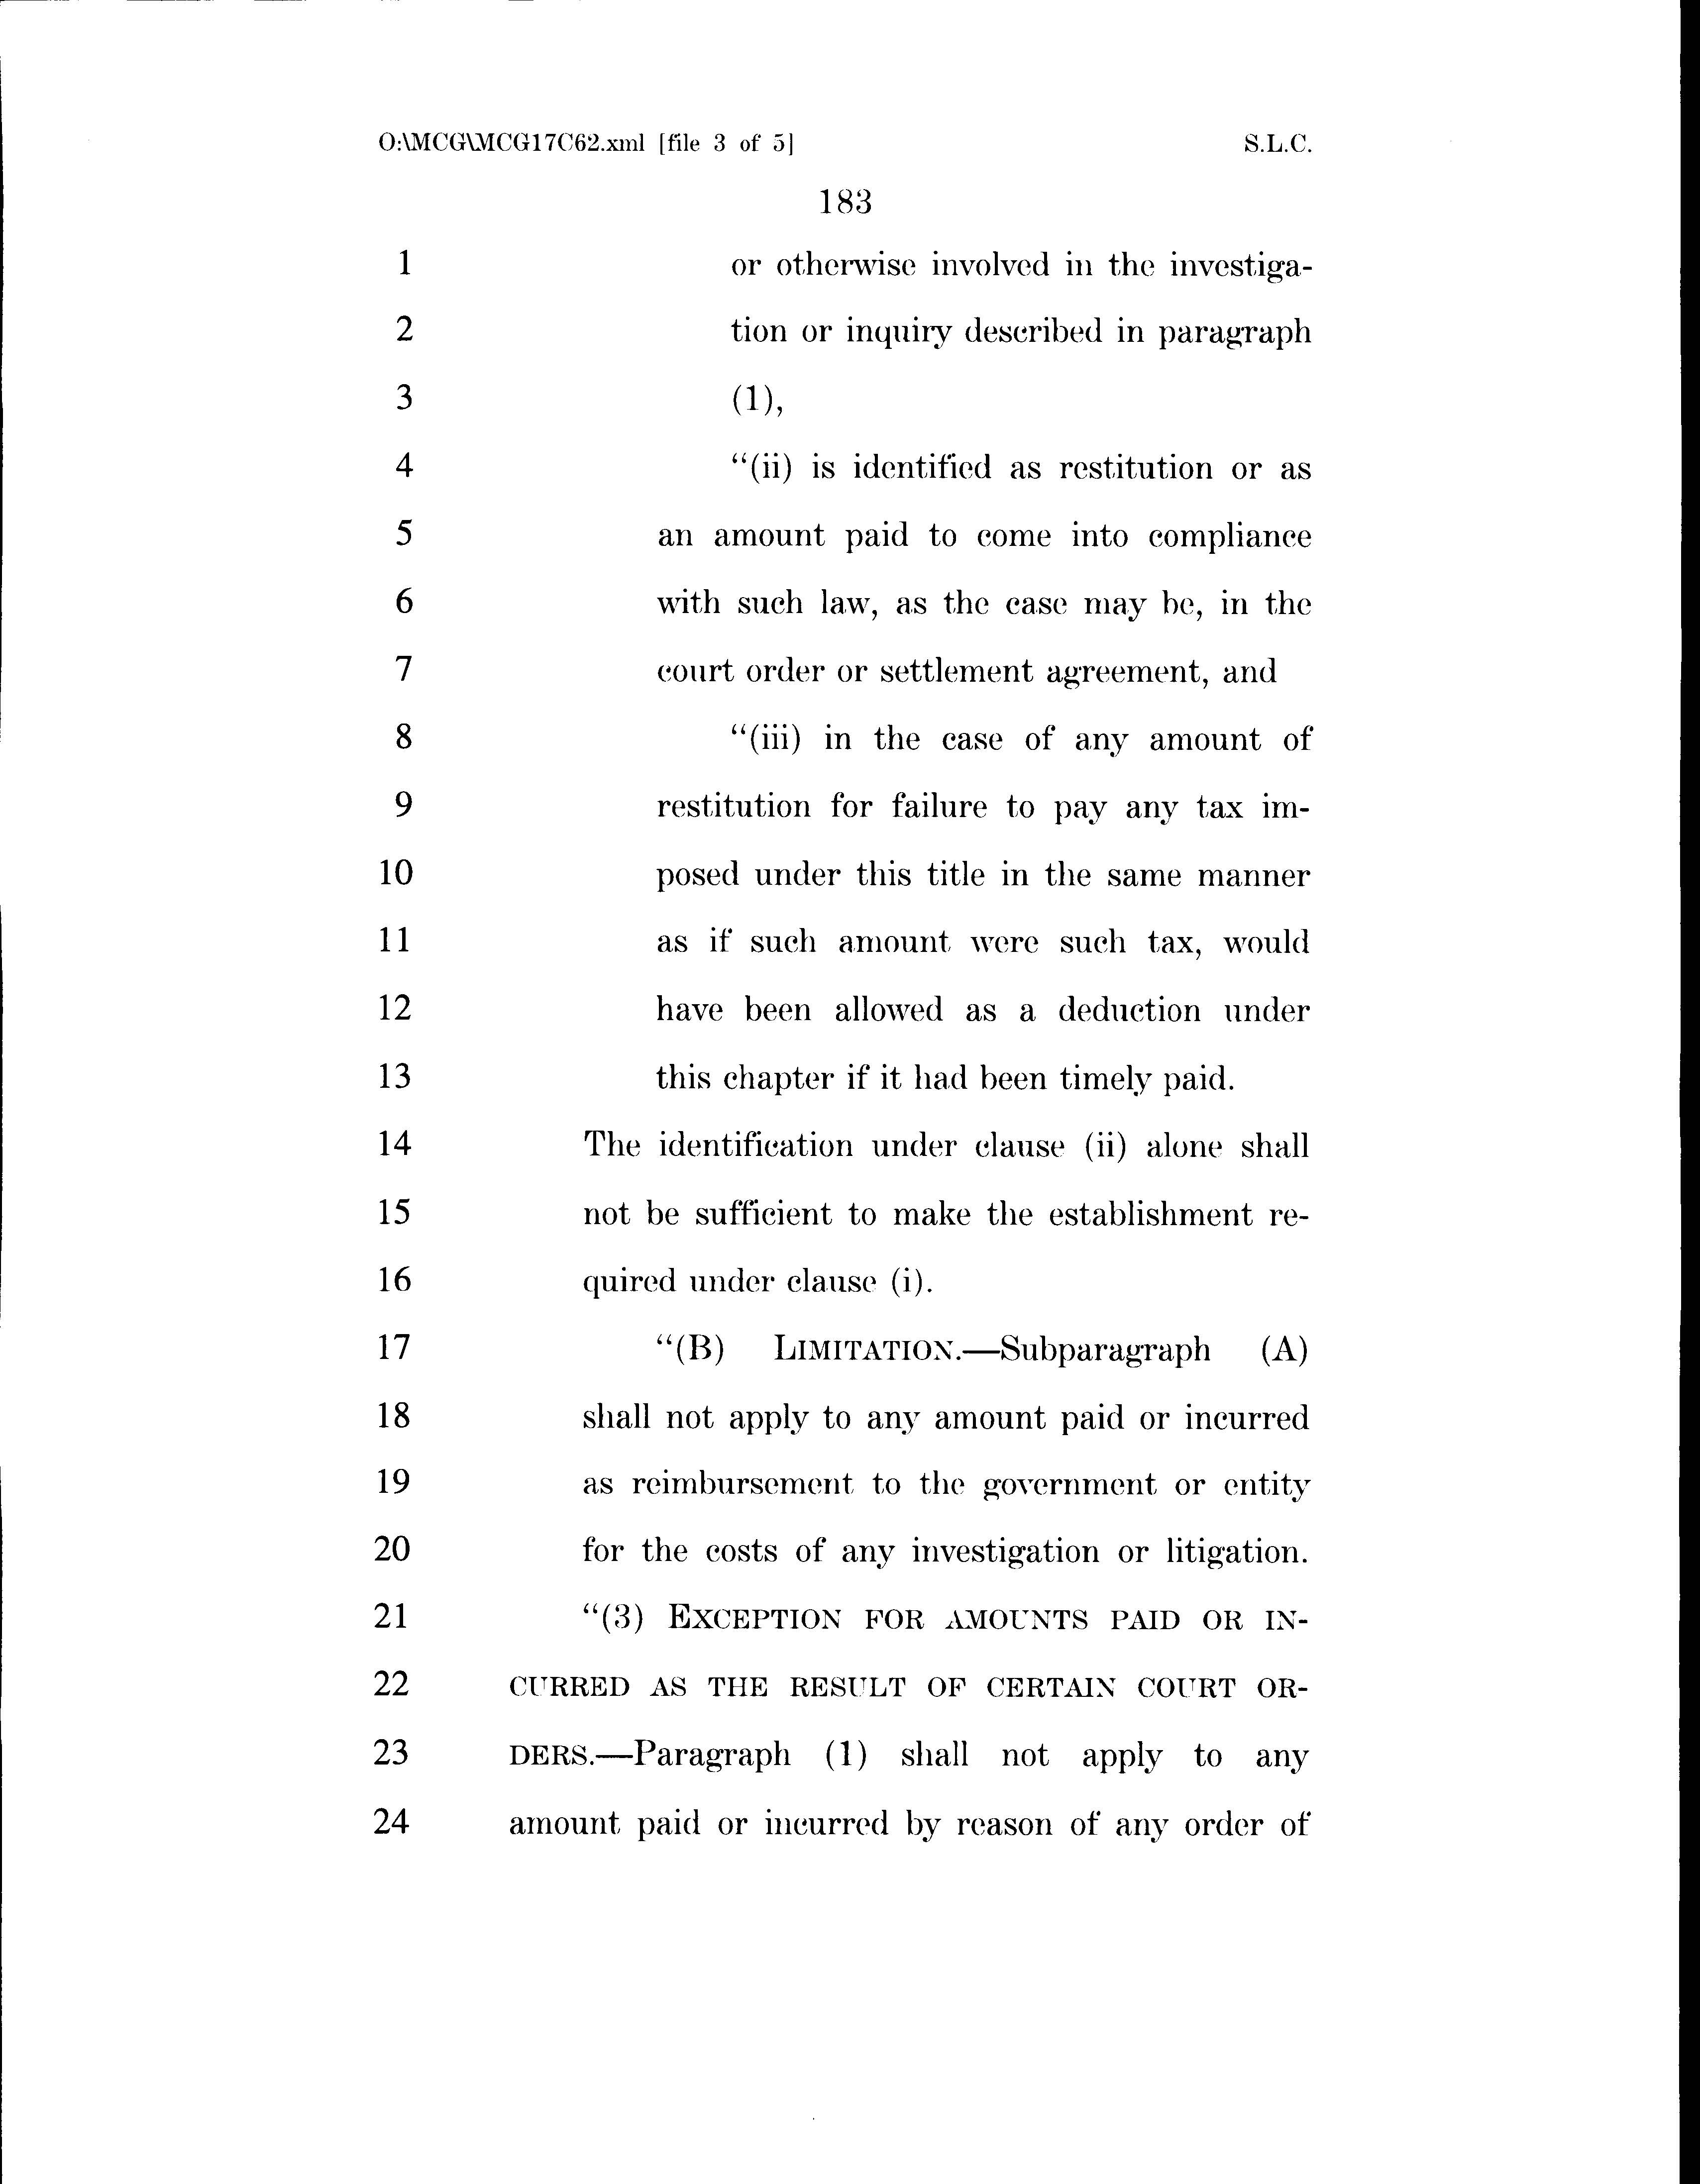 O:\MCG\MCG17C62.xml [file 3 of 5] S.L.C.
183
1 or otherwise involved in the investiga-
2 tion or inquiry described in paragraph
3 (1),
4 “(ii) is identified as restitution or as
5 an amount paid to come into compliance
6 with such law, as the case may be, in the
7 court order or settlement agreement, and
8 “(iii) in the case of any amount of
9 restitution for failure to pay any tax im-
10 posed under this title in the same manner
11 as if such amount were such tax, would
12 have been allowed as a deduction under
13 this chapter if it had been timely paid.
14 The identification under clause (ii) alone shall
15 not be sufficient to make the establishment re-
16 quired under clause (i).
17 “(B) LIMITATION.—Subparagraph (A)
18 shall not apply to any amount paid or incurred
19 as reimbursement to the government or entity
20 for the costs of any investigation or litigation.
21 “(3) EXCEPTION FOR AMOUNTS PAID OR IN-
22 CURRED AS THE RESULT OF CERTAIN COURT OR-
23 DERS.—Paragraph (1) shall not apply to any
24 amount paid or incurred by reason of any order of